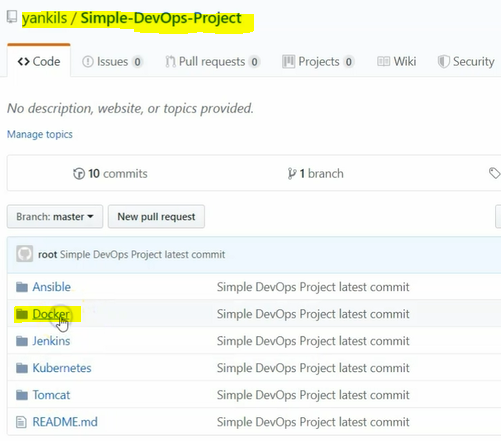 yankils / Simple-DevOps-Project
<> Code Issues 0 Pull requests 0 Projects 0 Wiki Security
No description, website, or topics provided.
Manage topics
10 commits 1 branch
Branch: master New pull request
root Simple DevOps Project latest commit
Ansible Simple DevOps Project latest commit
Docker Simple DevOps Project latest commit
Jenkins Simple DevOps Project latest commit
Kubernetes Simple DevOps Project latest commit
Tomcat Simple DevOps Project latest commit
README.md Simple DevOps Project latest commit